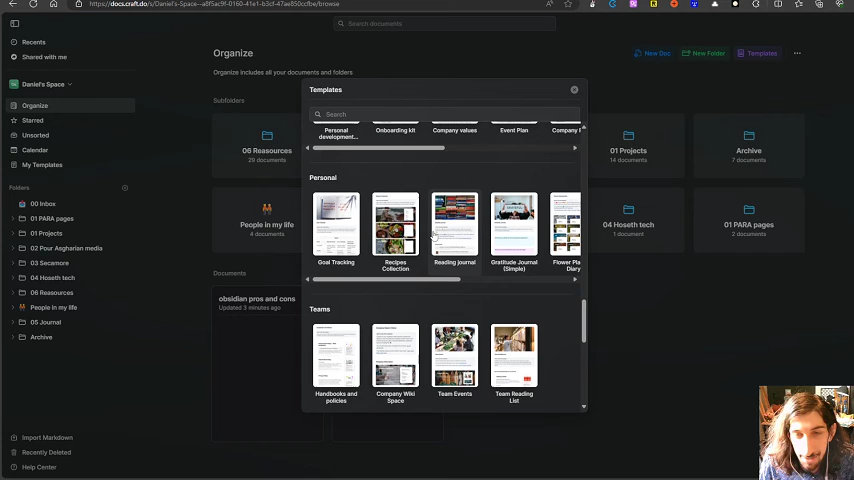 https://docs.craft.do/s/Daniel's-Space--a8f5ac9f-0160-41e1-b3cf-47ae850ccfbe/browse
Search documents
Recents
Shared with me
Daniel's Space
Organize
Starred
Unsorted
Calendar
My Templates
Folders
00 Inbox
01 PARA pages
01 Projects
02 Pour Agharian media
03 Secamore
04 Hoseth tech
06 Reasources
People in my life
05 Journal
Archive
Import Markdown
Recently Deleted
Help Center
Organize
New Doc
New Folder
Templates
Organize includes all your documents and folders
Subfolders
06 Reasources
29 documents
01 Projects
14 documents
Archive
7 documents
People in my life
4 documents
04 Hoseth tech
1 document
01 PARA pages
2 documents
Documents
obsidian pros and cons
Updated 3 minutes ago
Templates
Search
Personal
development...
Onboarding kit
Company values
Event Plan
Personal
Goal Tracking
Recipes
Collection
Reading journal
Gratitude Journal
(Simple)
Diary
Teams
Handbooks and
policies
Company Wiki
Space
Team Events
Team Reading
List